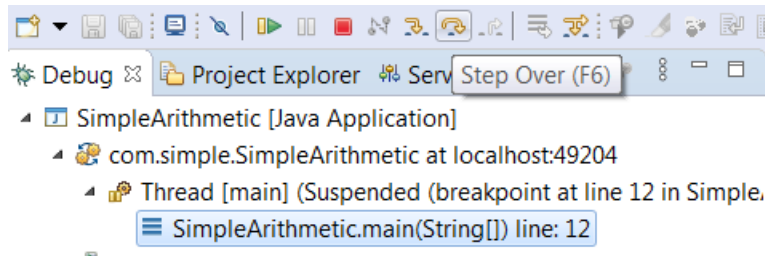 Debug Project Explorer Serv Step Over (F6)
SimpleArithmetic [Java Application]
com.simple.SimpleArithmetic at localhost:49204
Thread [main] (Suspended (breakpoint at line 12 in Simple
SimpleArithmetic.main(String[]) line: 12